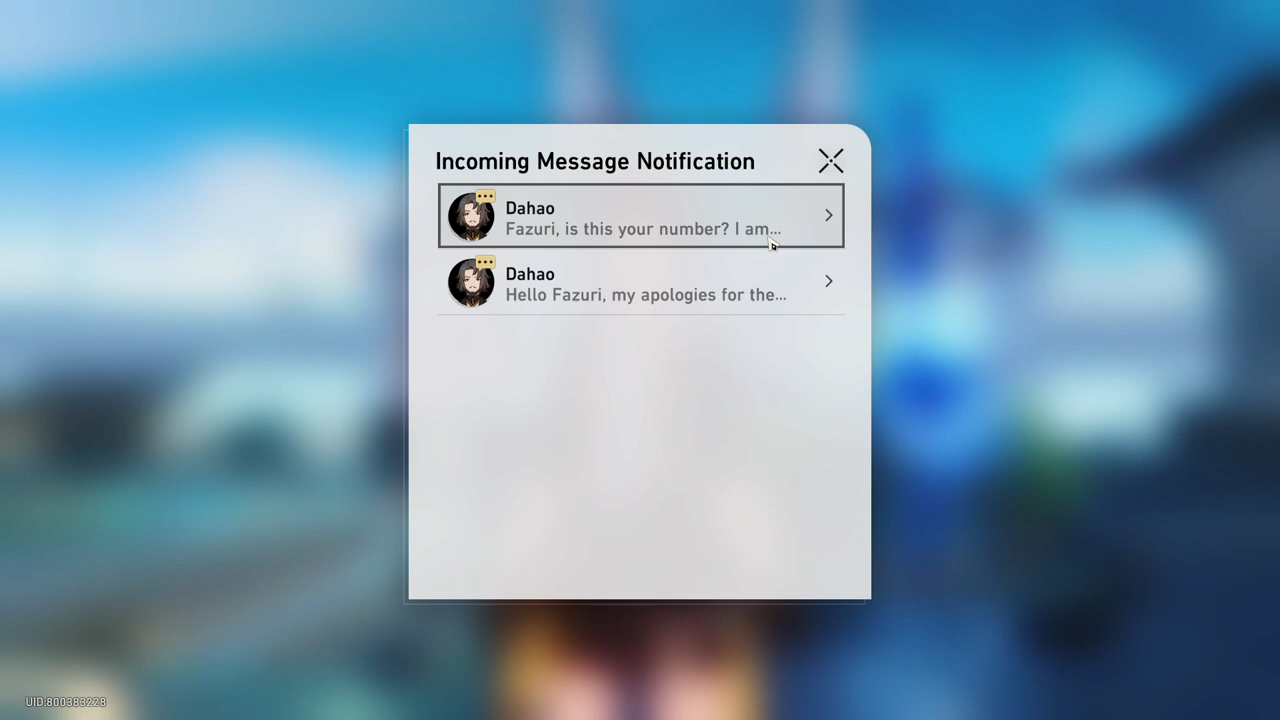 Incoming Message Notification
Dahao
Fazuri, is this your number? I am...
Dahao
Hello Fazuri, my apologies for the...
UID:800383228